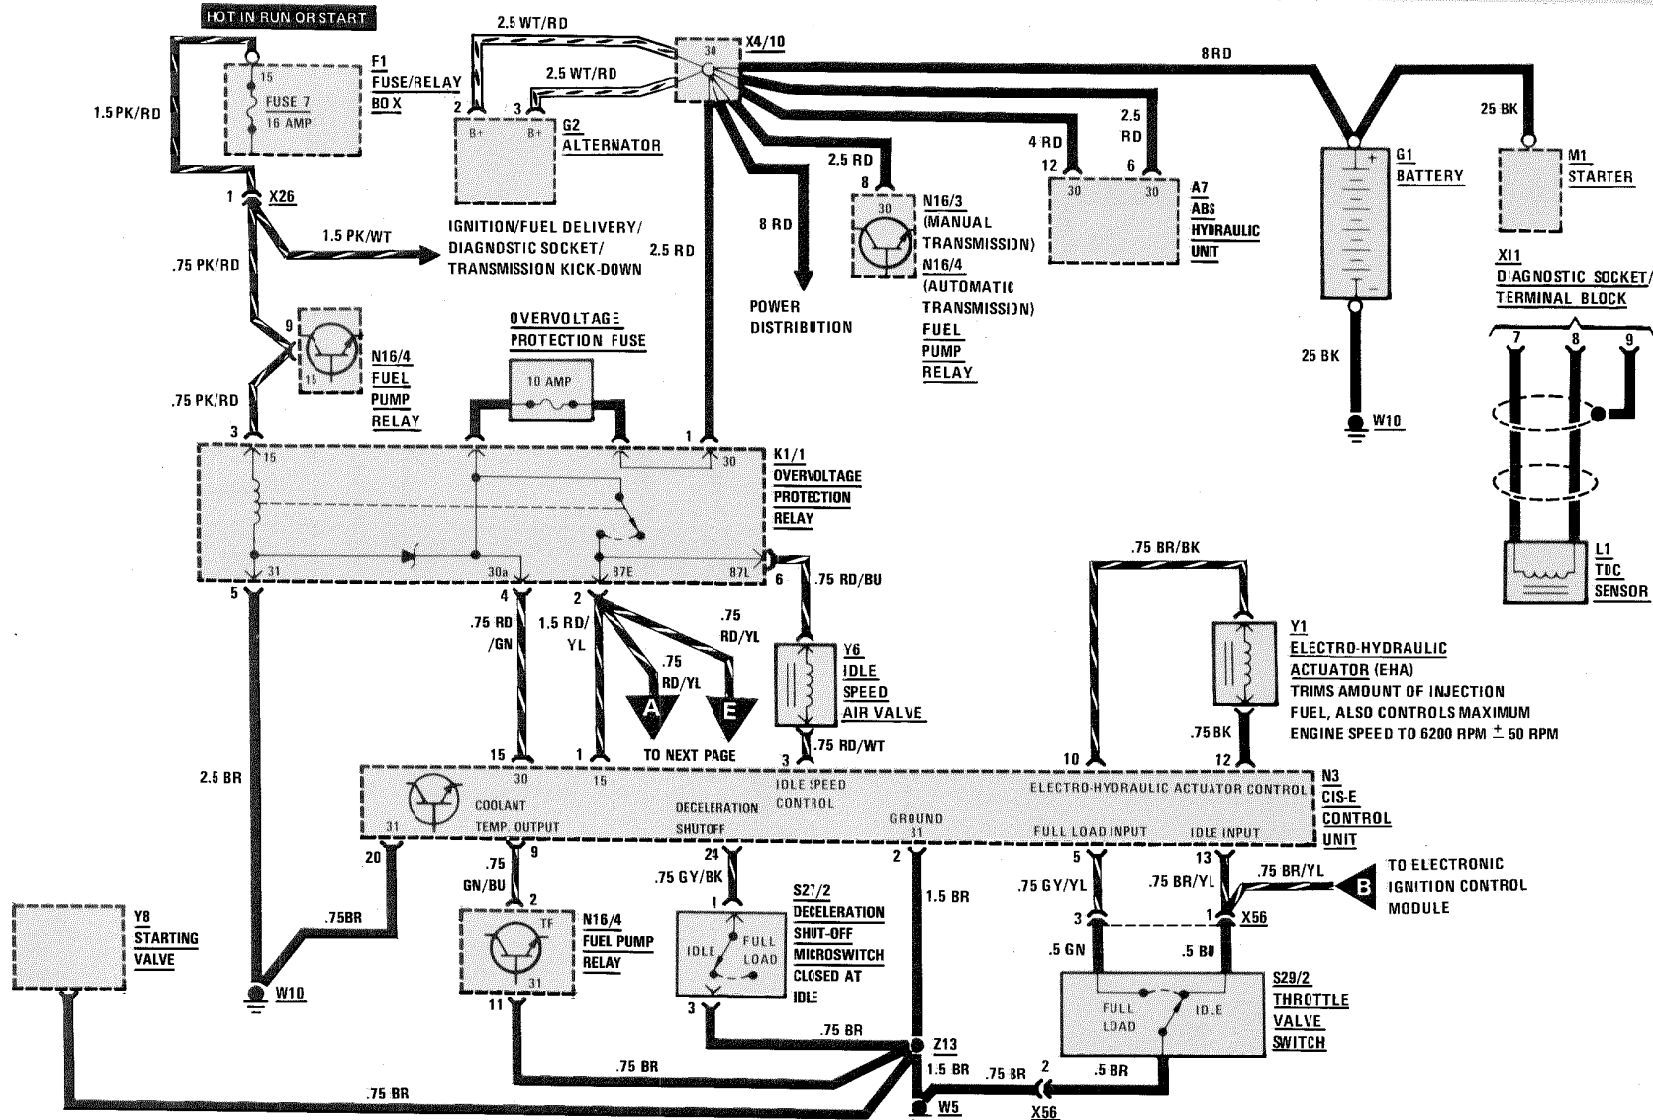 HOT IN RUN OR START
2.5 WT/RD
X4/10
30
8RD
F1
FUSE/RELAY
BOX
15
FUSE 7
16 AMP
1.5 PK/RD
2.5 WT/RD
2
3
B+
B+
G2
ALTERNATOR
2.5
RD
25 BK
4 RD
12
6
30
30
A7
ABS
HYDRAULIC
UNIT
G1
BATTERY
+
–
M1
STARTER
2.5 RD
8
30
N16/3
(MANUAL
TRANSMISSION)
N16/4
(AUTOMATIC
TRANSMISSION)
FUEL
PUMP
RELAY
1
X26
1.5 PK/WT
IGNITION/FUEL DELIVERY/
DIAGNOSTIC SOCKET/
TRANSMISSION KICK-DOWN
2.5 RD
8 RD
POWER
DISTRIBUTION
.75 PK/RD
X11
DIAGNOSTIC SOCKET/
TERMINAL BLOCK
7
8
9
9
15
N16/4
FUEL
PUMP
RELAY
OVERVOLTAGE
PROTECTION FUSE
10 AMP
25 BK
W10
.75 PK/RD
3
1
15
30
K1/1
OVERVOLTAGE
PROTECTION
RELAY
31
30a
87E
87L
5
4
2
6
.75 RD/BU
.75 BR/BK
L1
TDC
SENSOR
.75 RD
/GN
1.5 RD/
YL
.75
RD/YL
.75
RD/YL
A
E
TO NEXT PAGE
Y6
IDLE
SPEED
AIR VALVE
.75 RD/WT
Y1
ELECTRO-HYDRAULIC
ACTUATOR (EHA)
TRIMS AMOUNT OF INJECTION
FUEL, ALSO CONTROLS MAXIMUM
ENGINE SPEED TO 6200 RPM ± 50 RPM
.75BK
2.5 BR
15
1
3
10
12
30
15
IDLE SPEED
CONTROL
ELECTRO-HYDRAULIC ACTUATOR CONTROL
N3
CIS-E
CONTROL
UNIT
31
COOLANT
TEMP. OUTPUT
DECELERATION
SHUTOFF
GROUND
31
FULL LOAD INPUT
IDLE INPUT
20
9
24
2
5
13
.75
GN/BU
.75 GY/BK
1.5 BR
.75 GY/YL
.75 BR/YL
.75 BR/YL
B
TO ELECTRONIC
IGNITION CONTROL
MODULE
.75BR
2
TF
31
N16/4
FUEL PUMP
RELAY
11
1
IDLE
FULL
LOAD
S27/2
DECELERATION
SHUT-OFF
MICROSWITCH
CLOSED AT
IDLE
3
3
1
X56
.5 GN
.5 BU
FULL
LOAD
IDLE
S29/2
THROTTLE
VALVE
SWITCH
Y8
STARTING
VALVE
W10
.75 BR
.75 BR
.75 BR
Z13
1.5 BR
.75 BR
2
.5 BR
W5
X56